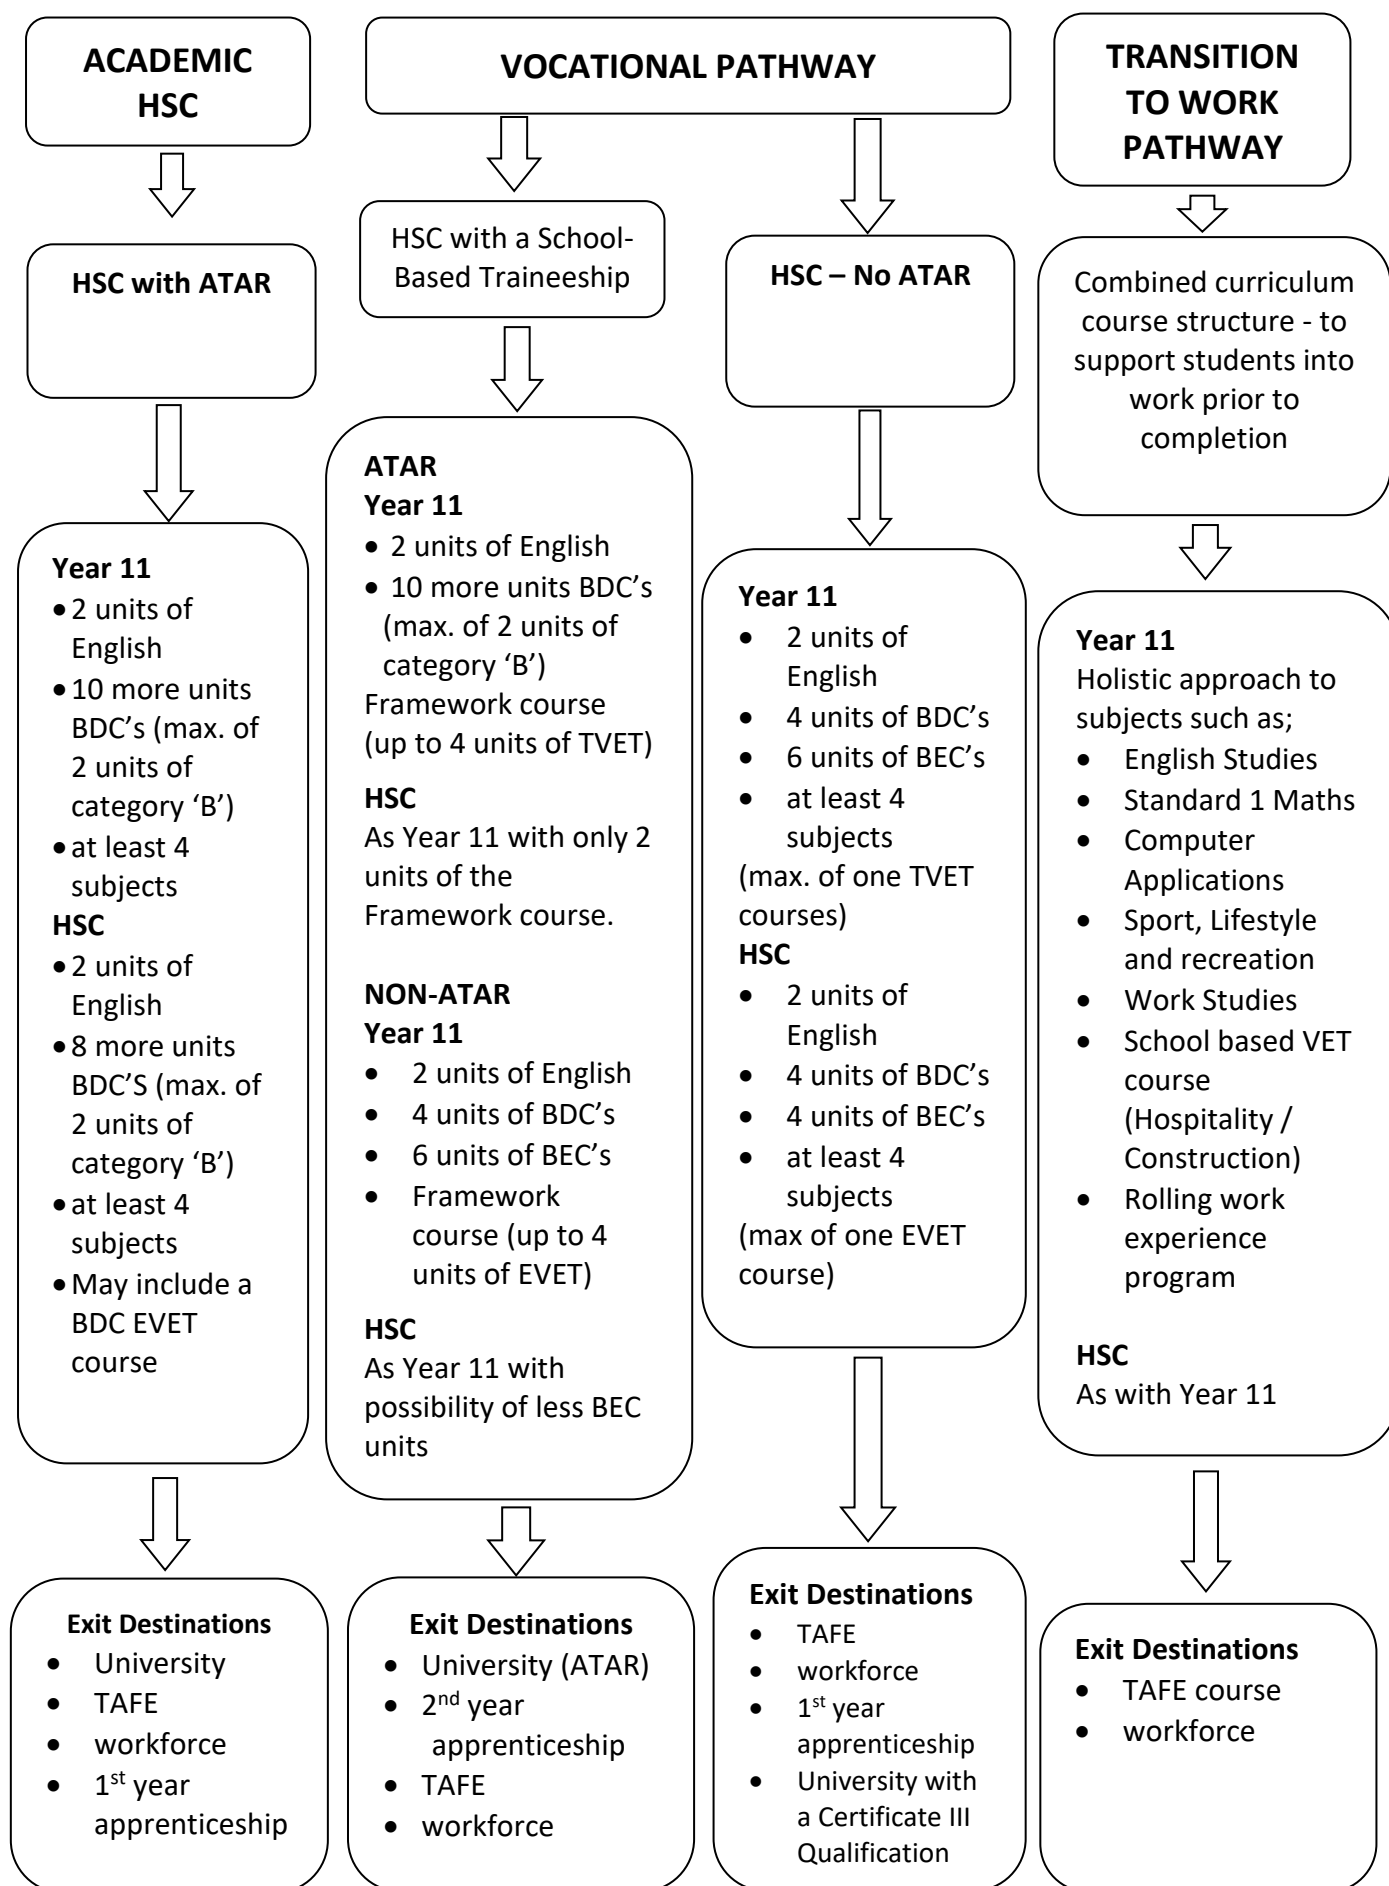 ACADEMIC
HSC
VOCATIONAL PATHWAY
TRANSITION
TO WORK
PATHWAY
HSC with ATAR
HSC with a School-
Based Traineeship
HSC – No ATAR
Combined curriculum
course structure - to
support students into
work prior to
completion
Year 11
• 2 units of
English
• 10 more units
BDC’s (max. of
2 units of
category ‘B’)
• at least 4
subjects
HSC
• 2 units of
English
• 8 more units
BDC’S (max. of
2 units of
category ‘B’)
• at least 4
subjects
• May include a
BDC EVET
course
ATAR
Year 11
• 2 units of English
• 10 more units BDC’s
(max. of 2 units of
category ‘B’)
Framework course
(up to 4 units of TVET)
HSC
As Year 11 with only 2
units of the
Framework course.
NON-ATAR
Year 11
• 2 units of English
• 4 units of BDC’s
• 6 units of BEC’s
• Framework
course (up to 4
units of EVET)
HSC
As Year 11 with
possibility of less BEC
units
Year 11
• 2 units of
English
• 4 units of BDC’s
• 6 units of BEC’s
• at least 4
subjects
(max. of one TVET
courses)
HSC
• 2 units of
English
• 4 units of BDC’s
• 4 units of BEC’s
• at least 4
subjects
(max of one EVET
course)
Year 11
Holistic approach to
subjects such as;
• English Studies
• Standard 1 Maths
• Computer
Applications
• Sport, Lifestyle
and recreation
• Work Studies
• School based VET
course
(Hospitality /
Construction)
• Rolling work
experience
program
HSC
As with Year 11
Exit Destinations
• University
• TAFE
• workforce
• 1st year
apprenticeship
Exit Destinations
• University (ATAR)
• 2nd year
apprenticeship
• TAFE
• workforce
Exit Destinations
• TAFE
• workforce
• 1st year
apprenticeship
• University with
a Certificate III
Qualification
Exit Destinations
• TAFE course
• workforce